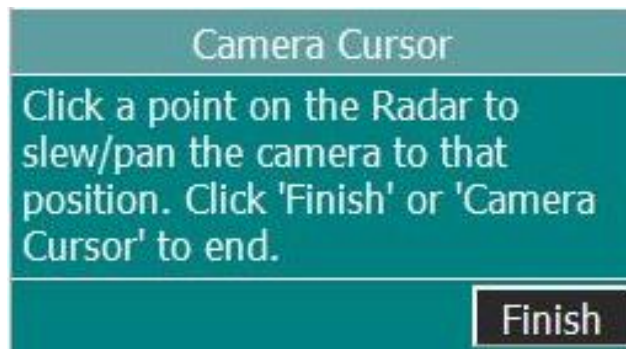 Camera Cursor
Click a point on the Radar to
slew/pan the camera to that
position. Click 'Finish' or 'Camera
Cursor' to end.
Finish